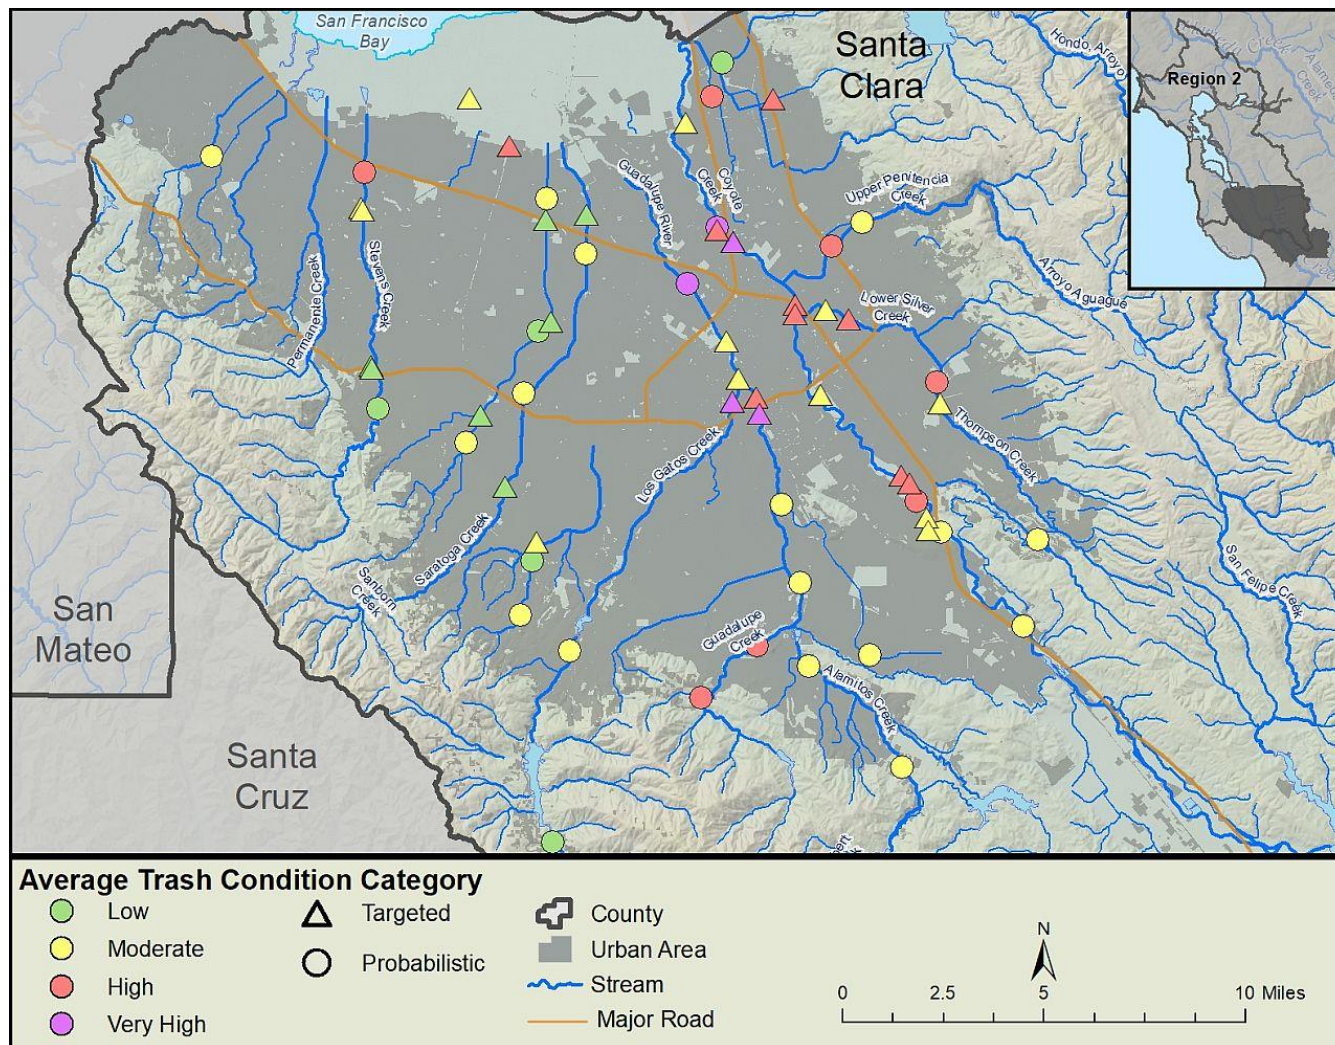 San Francisco
Bay
Santa
Clara
Hondo, Arroyo
Region 2
Guadalupe River
Coyote
Creek
Upper Penitencia
Creek
Arroyo Aguague
Permanente Creek
Stevens Creek
Lower Silver
Creek
Thompson Creek
Los Gatos Creek
Saratoga Creek
Sanborn
Creek
San Felipe Creek
Guadalupe
Creek
Alamitos Creek
San
Mateo
Santa
Cruz
Average Trash Condition Category
Low
Moderate
High
Very High
Targeted
Probabilistic
County
Urban Area
Stream
Major Road
N
0 2.5 5 10 Miles